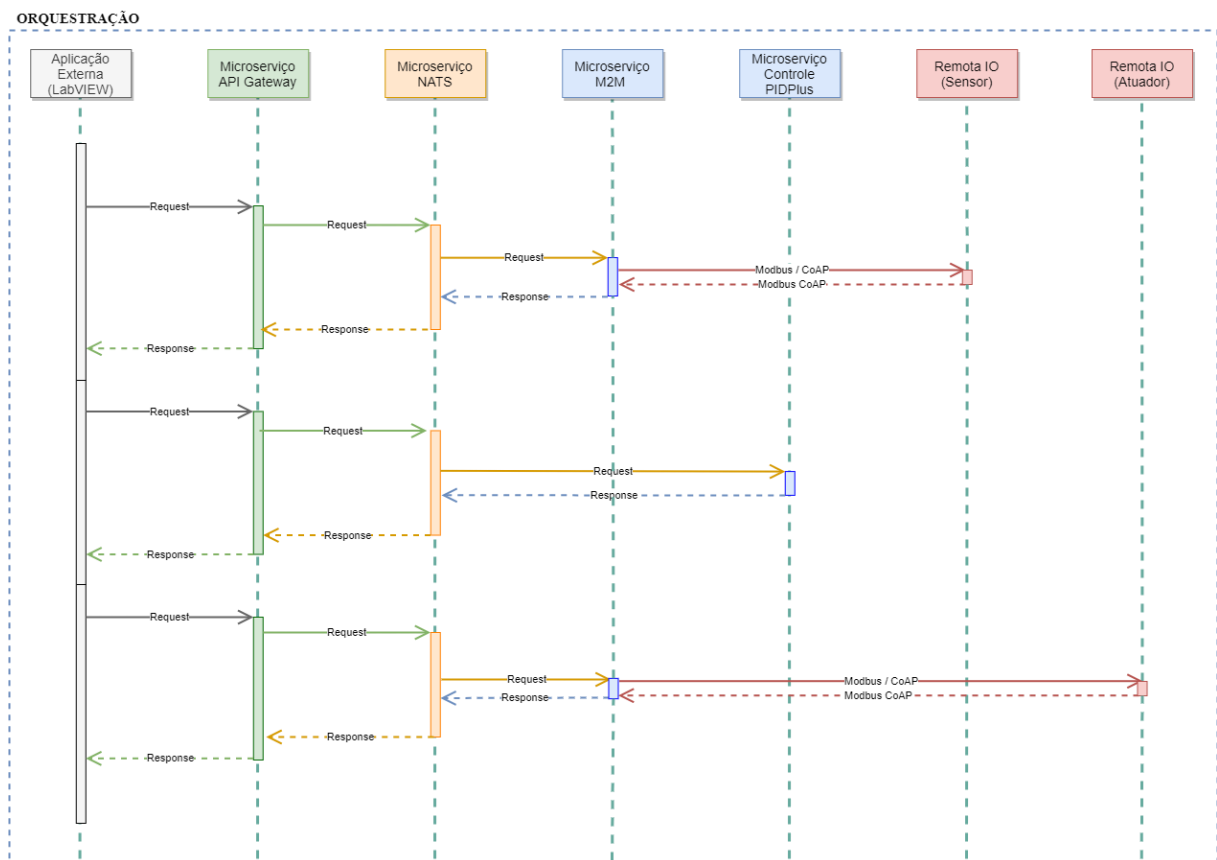 ORQUESTRAÇÃO
Aplicação
Externa
(LabVIEW)
Microserviço
API Gateway
Microserviço
NATS
Microserviço
M2M
Microserviço
Controle
PIDPlus
Remota IO
(Sensor)
Remota IO
(Atuador)
Request
Request
Request
Modbus / CoAP
Modbus CoAP
Response
Response
Response
Request
Request
Request
Response
Response
Response
Request
Request
Request
Modbus / CoAP
Modbus CoAP
Response
Response
Response